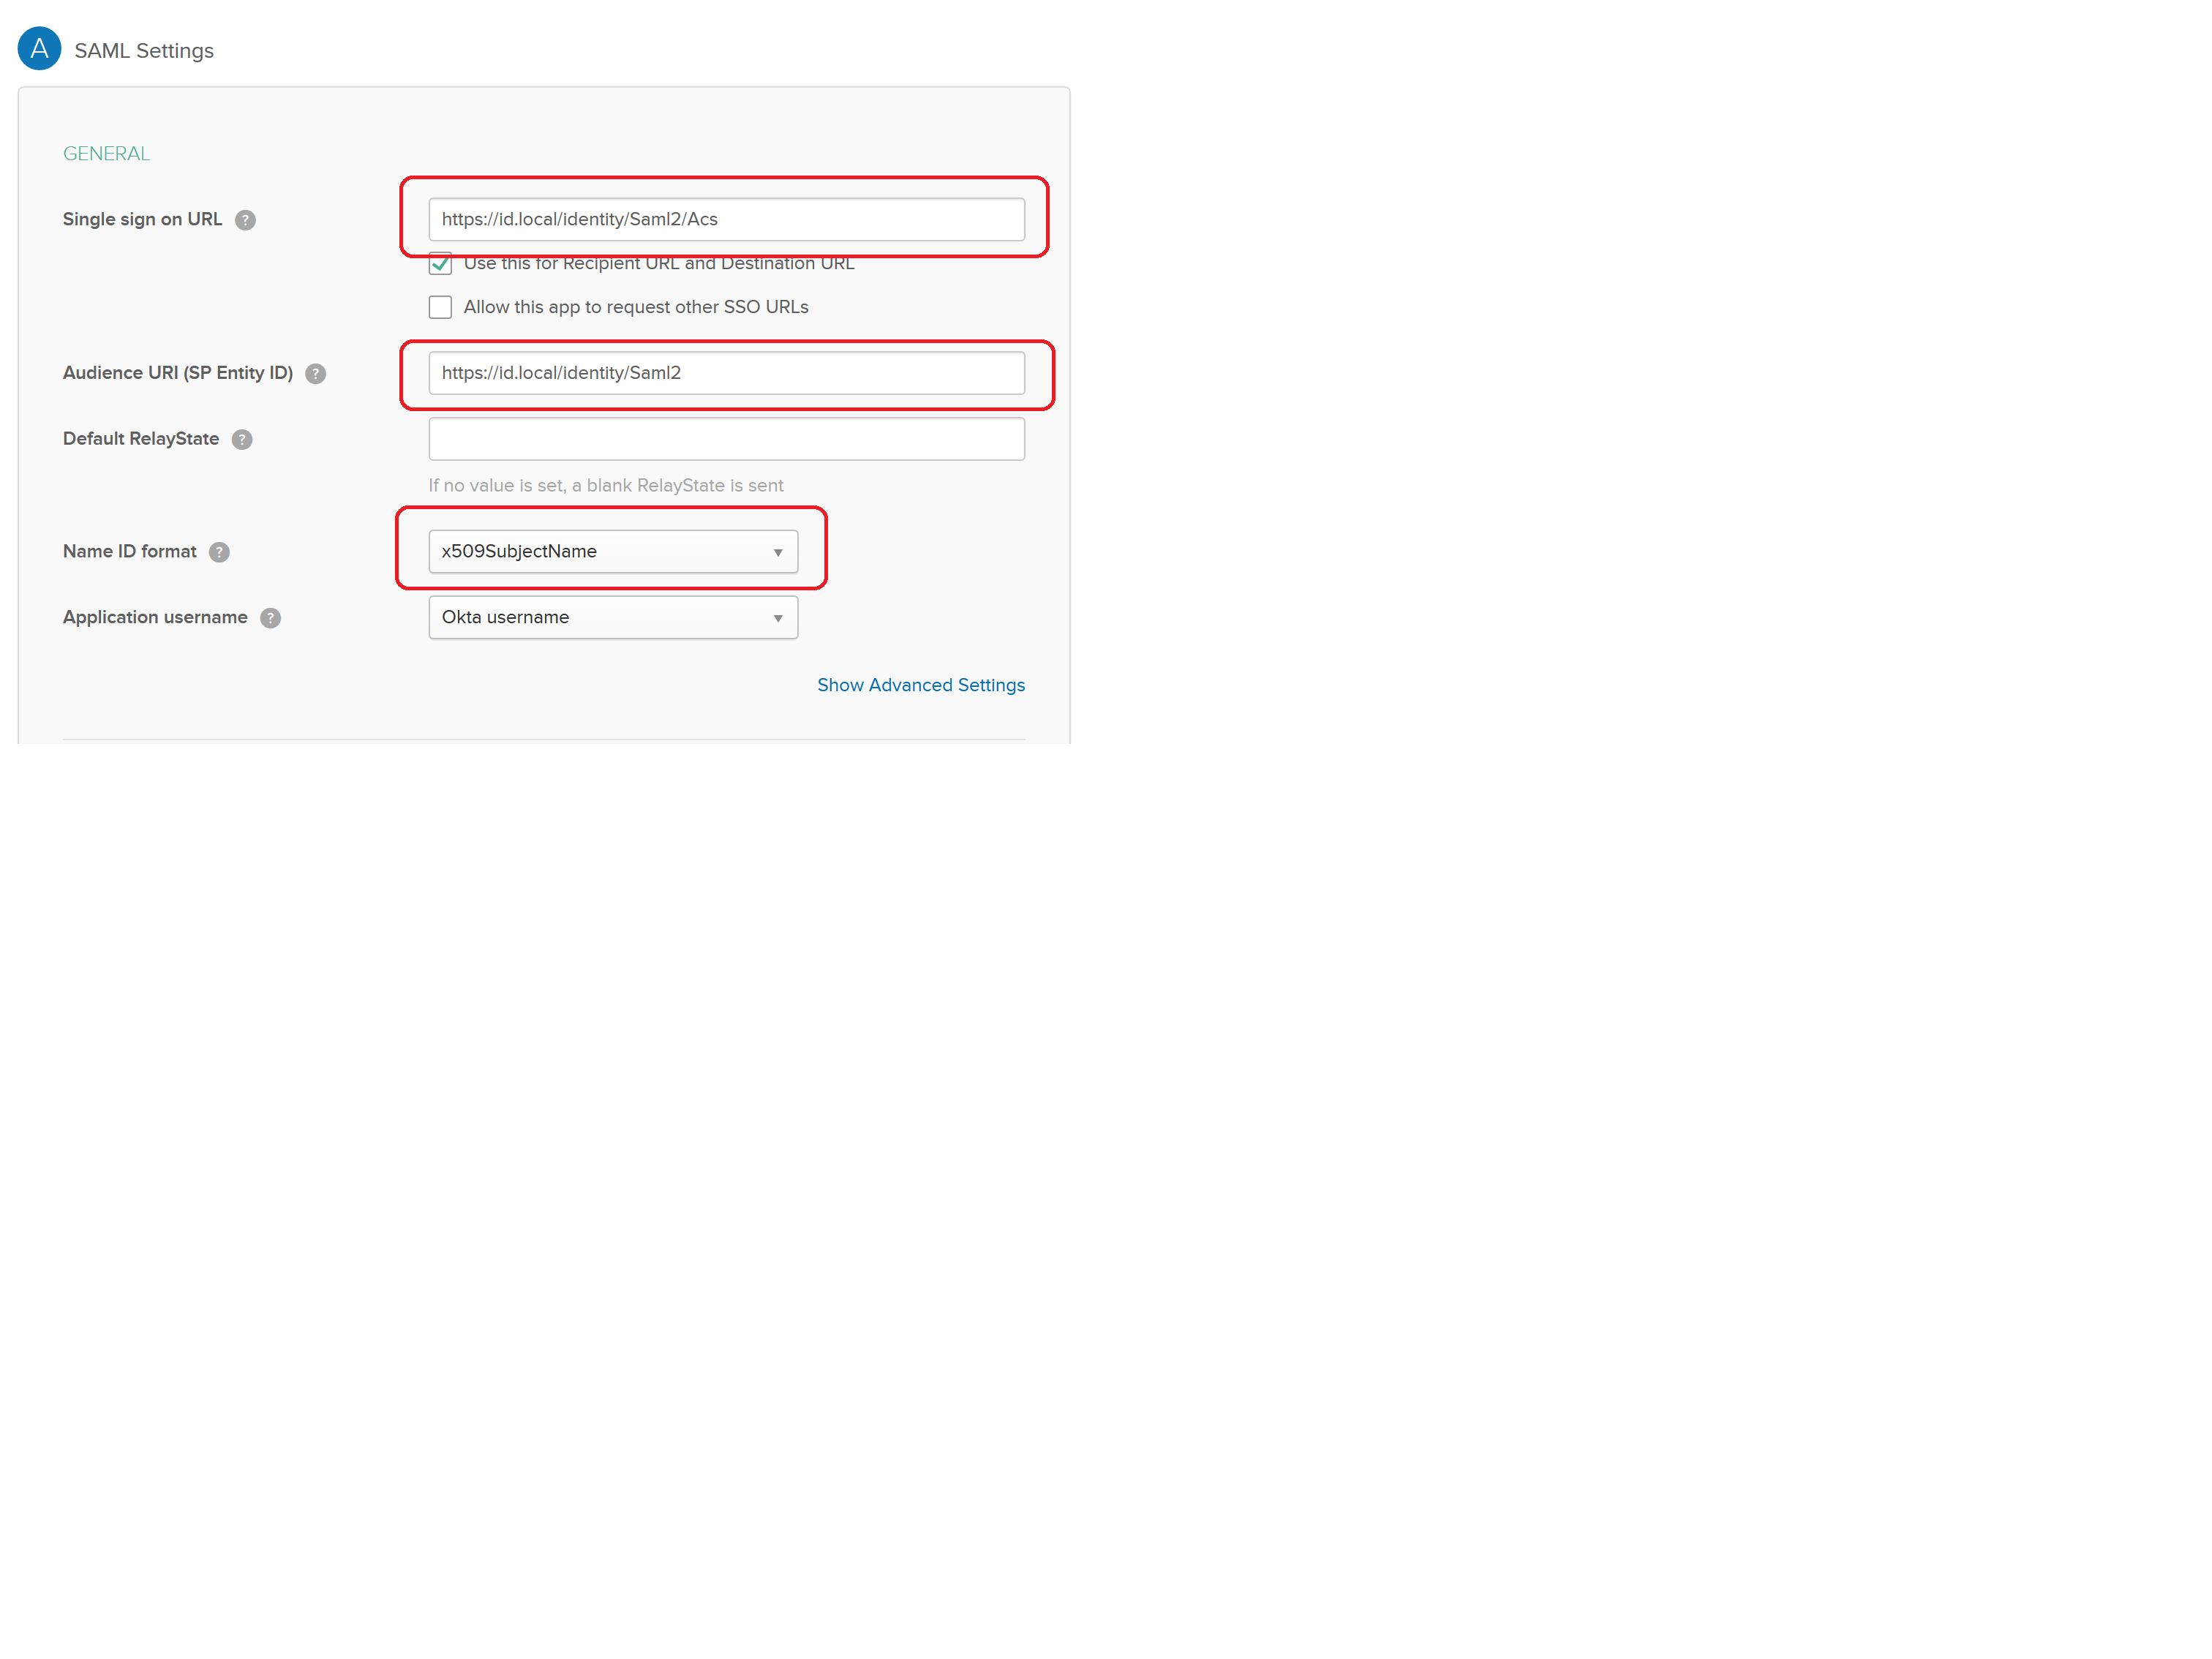 A SAML Settings
GENERAL
Single sign on URL ? https://id.local/identity/Saml2/Acs
Use this for Recipient URL and Destination URL
Allow this app to request other SSO URLs
Audience URI (SP Entity ID) ? https://id.local/identity/Saml2
Default RelayState ?
If no value is set, a blank RelayState is sent
Name ID format ? x509SubjectName
Application username ? Okta username
Show Advanced Settings